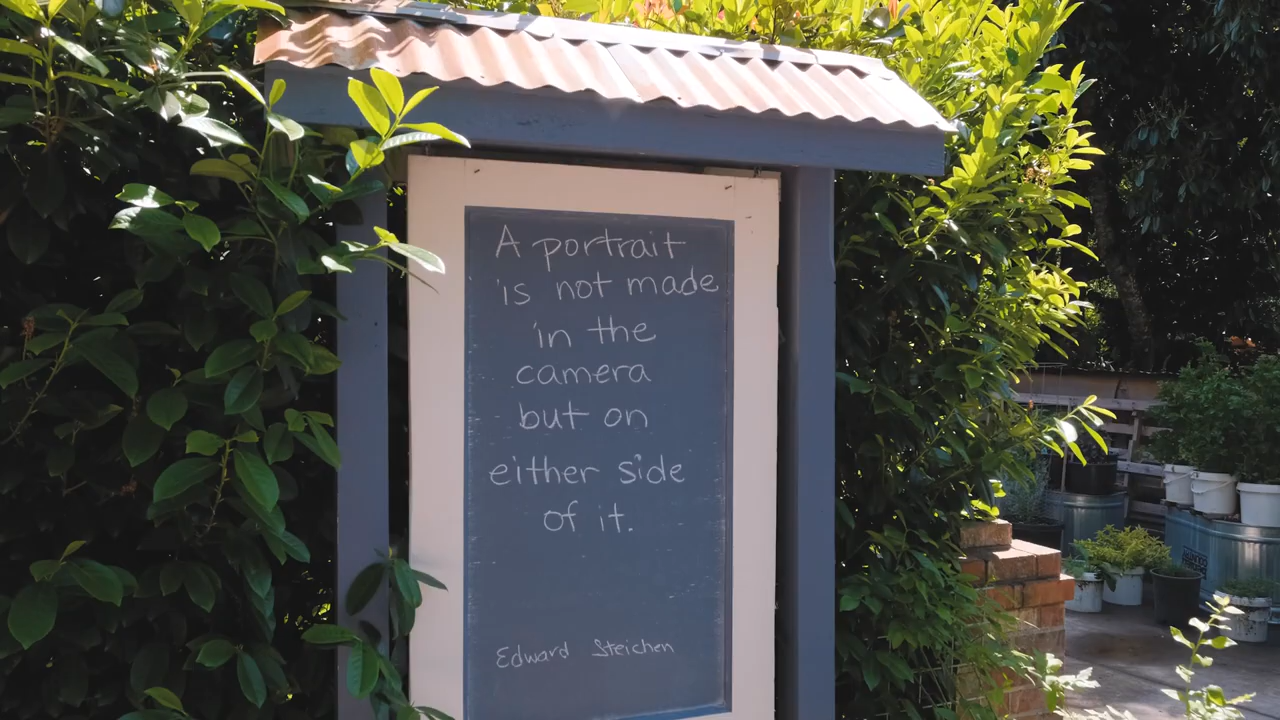 A portrait
is not made
in the
camera
but on
either side
of it.
Edward Steichen